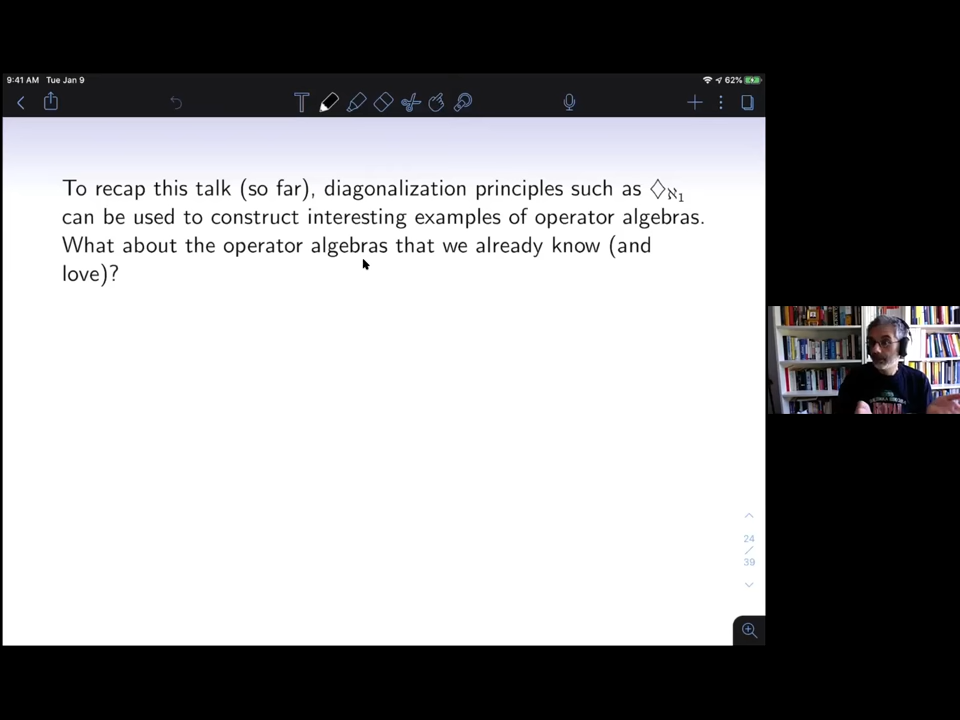 9:41 AM Tue Jan 9
62%
To recap this talk (so far), diagonalization principles such as ♢ℵ₁
can be used to construct interesting examples of operator algebras.
What about the operator algebras that we already know (and
love)?
24
/
39